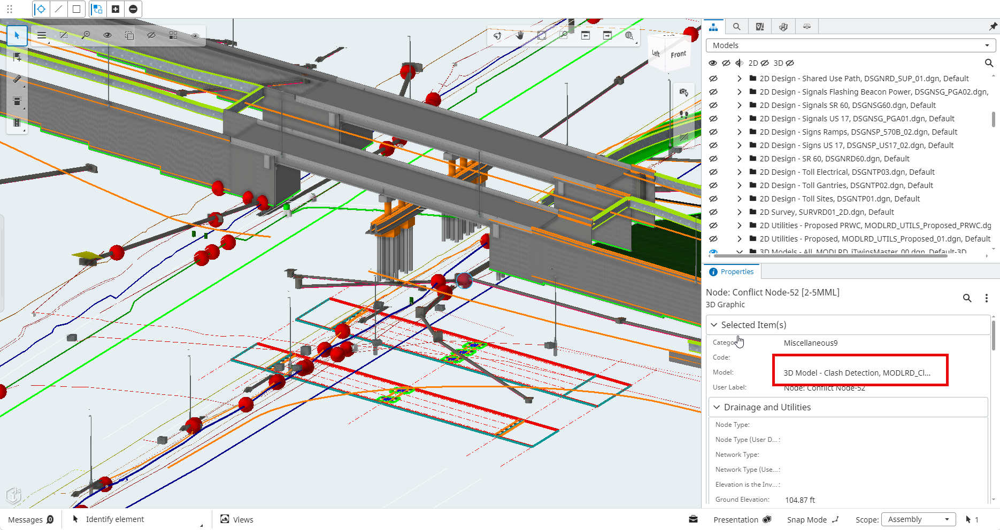 Left
Front
Models
2D
3D
2D Design - Shared Use Path, DSGNRD_SUP_01.dgn, Default
2D Design - Signals Flashing Beacon Power, DSGNSG_PGA02.dgn,
2D Design - Signals SR 60, DSGNSG60.dgn, Default
2D Design - Signals US 17, DSGNSG_PGA01.dgn, Default
2D Design - Signs Ramps, DSGNSP_570B_02.dgn, Default
2D Design - Signs US 17, DSGNSP_US17_02.dgn, Default
2D Design - SR 60, DSGNRD60.dgn, Default
2D Design - Toll Electrical, DSGNTP03.dgn, Default
2D Design - Toll Gantries, DSGNTP02.dgn, Default
2D Design - Toll Sites, DSGNTP01.dgn, Default
2D Survey, SURVRD01_2D.dgn, Default
2D Utilities - Proposed PRWC, MODLRD_UTILS_Proposed_PRWC.dg
2D Utilities - Proposed, MODLRD_UTILS_Proposed_01.dgn, Default
3D Models - All, MODLRD_iTwinsMaster_00.dgn, Default-3D
Properties
Node: Conflict Node-52 [2-5MML]
3D Graphic
Selected Item(s)
Categor
Miscellaneous9
Code:
Model:
3D Model - Clash Detection, MODLRD_Cl...
User Label:
Node: Conflict Node-52
Drainage and Utilities
Node Type:
Node Type (User D...:
Network Type:
Network Type (Use...:
Elevation is the Inv...:
Ground Elevation:
104.87 ft
Messages 0
Identify element
Views
Presentation
Snap Mode
Scope:
Assembly
1